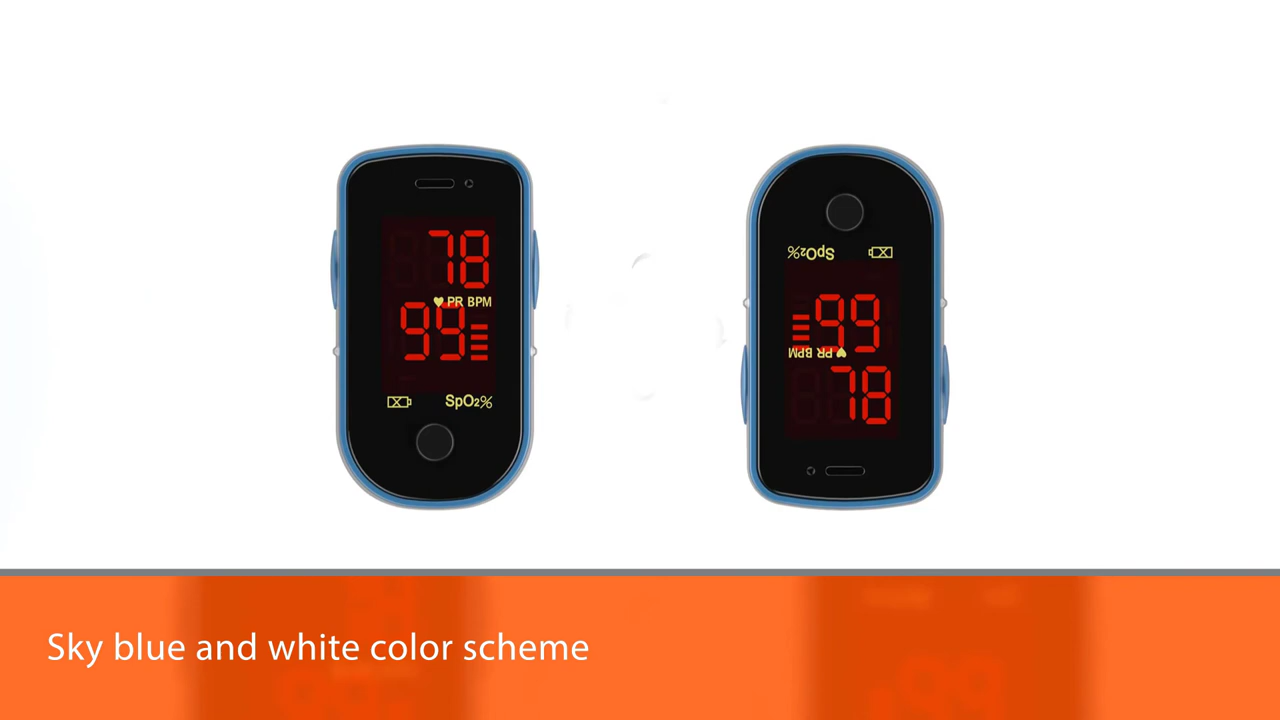 78
♥ PR BPM
99
SpO₂%
SpO₂%
99
PR BPM ♥
78
Sky blue and white color scheme